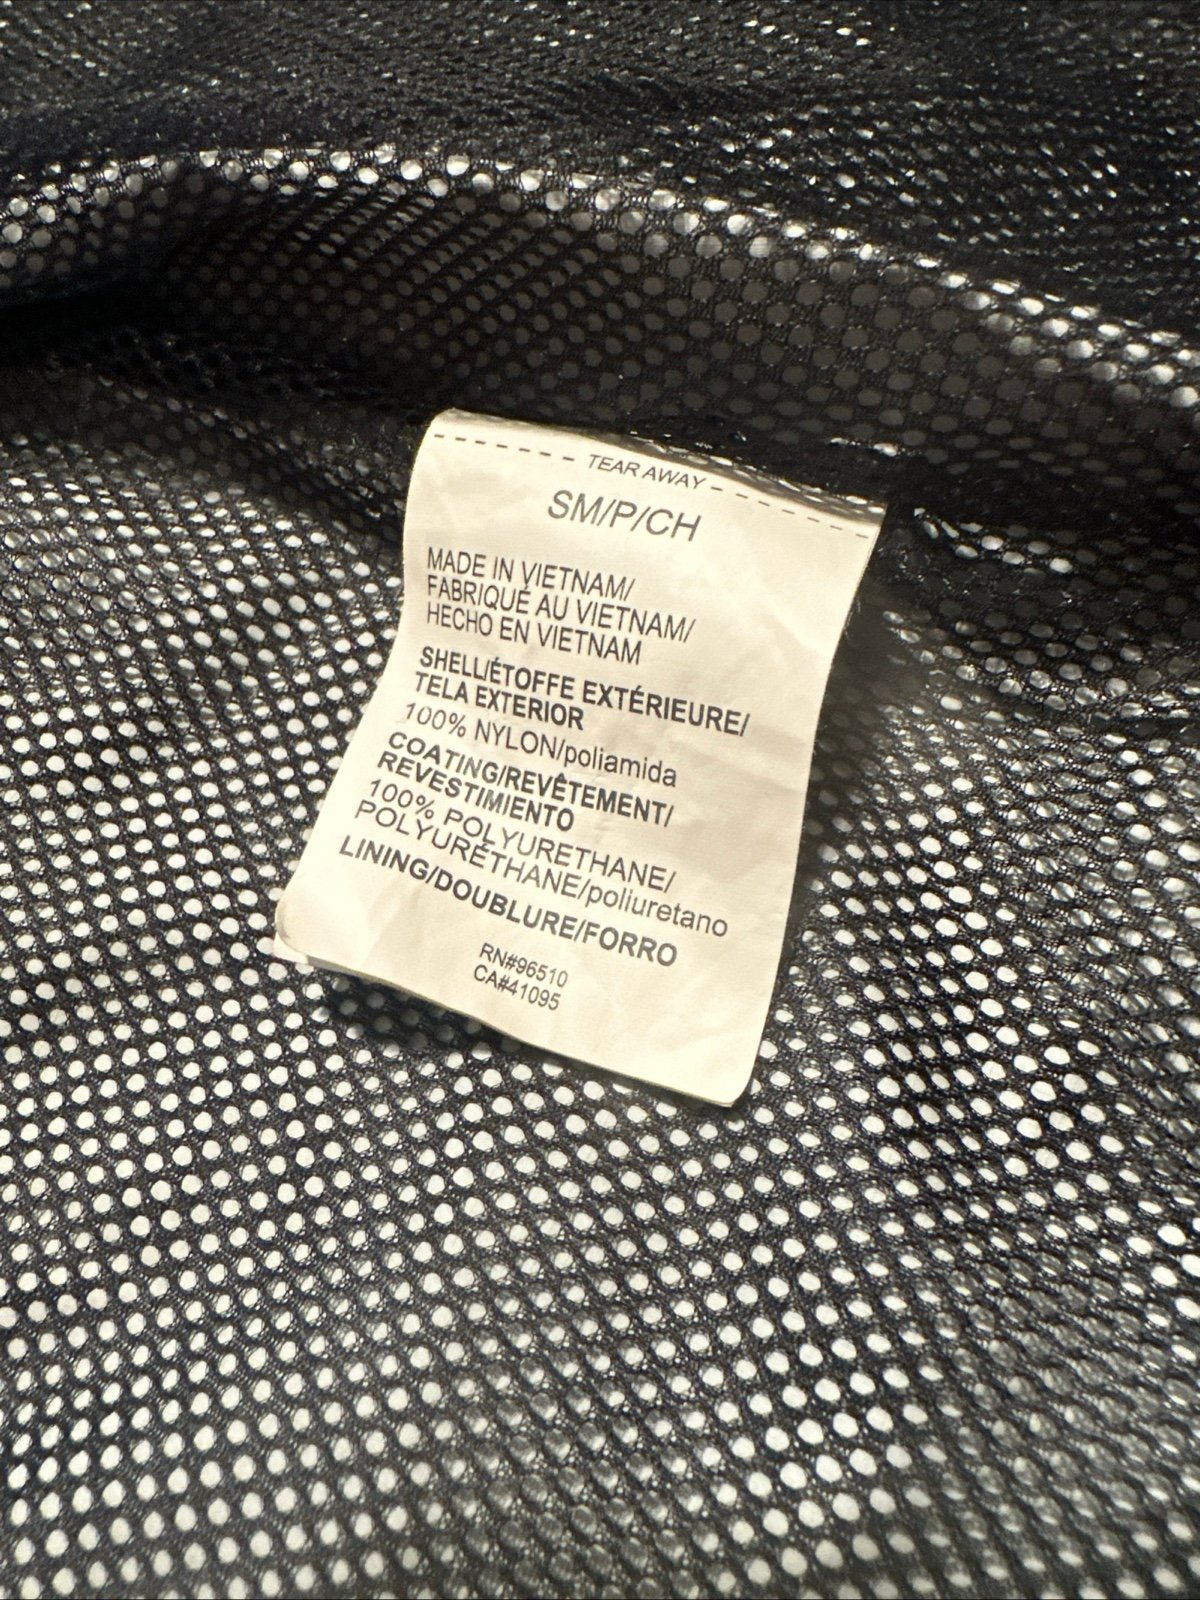 TEAR AWAY
SM/P/CH
MADE IN VIETNAM/
FABRIQUÉ AU VIETNAM/
HECHO EN VIETNAM
SHELL/ÉTOFFE EXTÉRIEURE/
TELA EXTERIOR
100% NYLON/poliamida
COATING/REVÊTEMENT/
REVESTIMIENTO
100% POLYURETHANE/
POLYURÉTHANE/poliuretano
LINING/DOUBLURE/FORRO
RN#96510
CA#41095